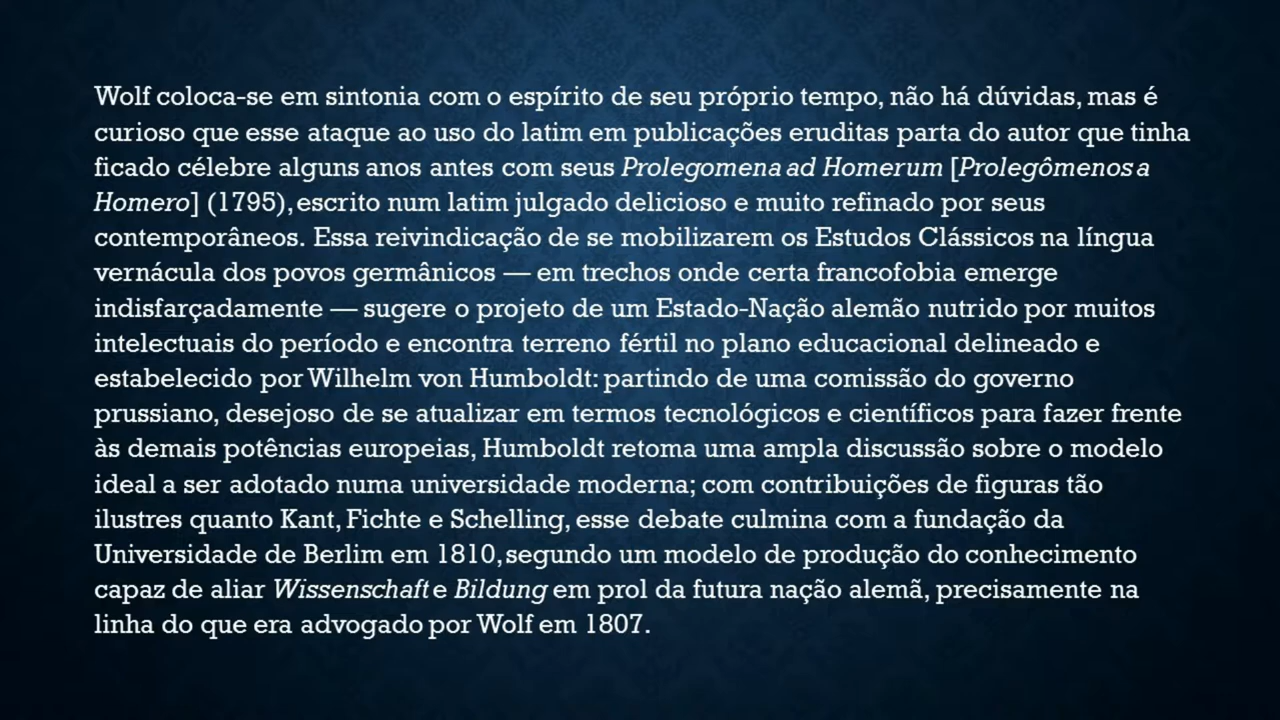 Wolf coloca-se em sintonia com o espírito de seu próprio tempo, não há dúvidas, mas é
curioso que esse ataque ao uso do latim em publicações eruditas parta do autor que tinha
ficado célebre alguns anos antes com seus Prolegomena ad Homerum [Prolegômenos a
Homero] (1795), escrito num latim julgado delicioso e muito refinado por seus
contemporâneos. Essa reivindicação de se mobilizarem os Estudos Clássicos na língua
vernácula dos povos germânicos — em trechos onde certa francofobia emerge
indisfarçadamente — sugere o projeto de um Estado-Nação alemão nutrido por muitos
intelectuais do período e encontra terreno fértil no plano educacional delineado e
estabelecido por Wilhelm von Humboldt: partindo de uma comissão do governo
prussiano, desejoso de se atualizar em termos tecnológicos e científicos para fazer frente
às demais potências europeias, Humboldt retoma uma ampla discussão sobre o modelo
ideal a ser adotado numa universidade moderna; com contribuições de figuras tão
ilustres quanto Kant, Fichte e Schelling, esse debate culmina com a fundação da
Universidade de Berlim em 1810, segundo um modelo de produção do conhecimento
capaz de aliar Wissenschaft e Bildung em prol da futura nação alemã, precisamente na
linha do que era advogado por Wolf em 1807.